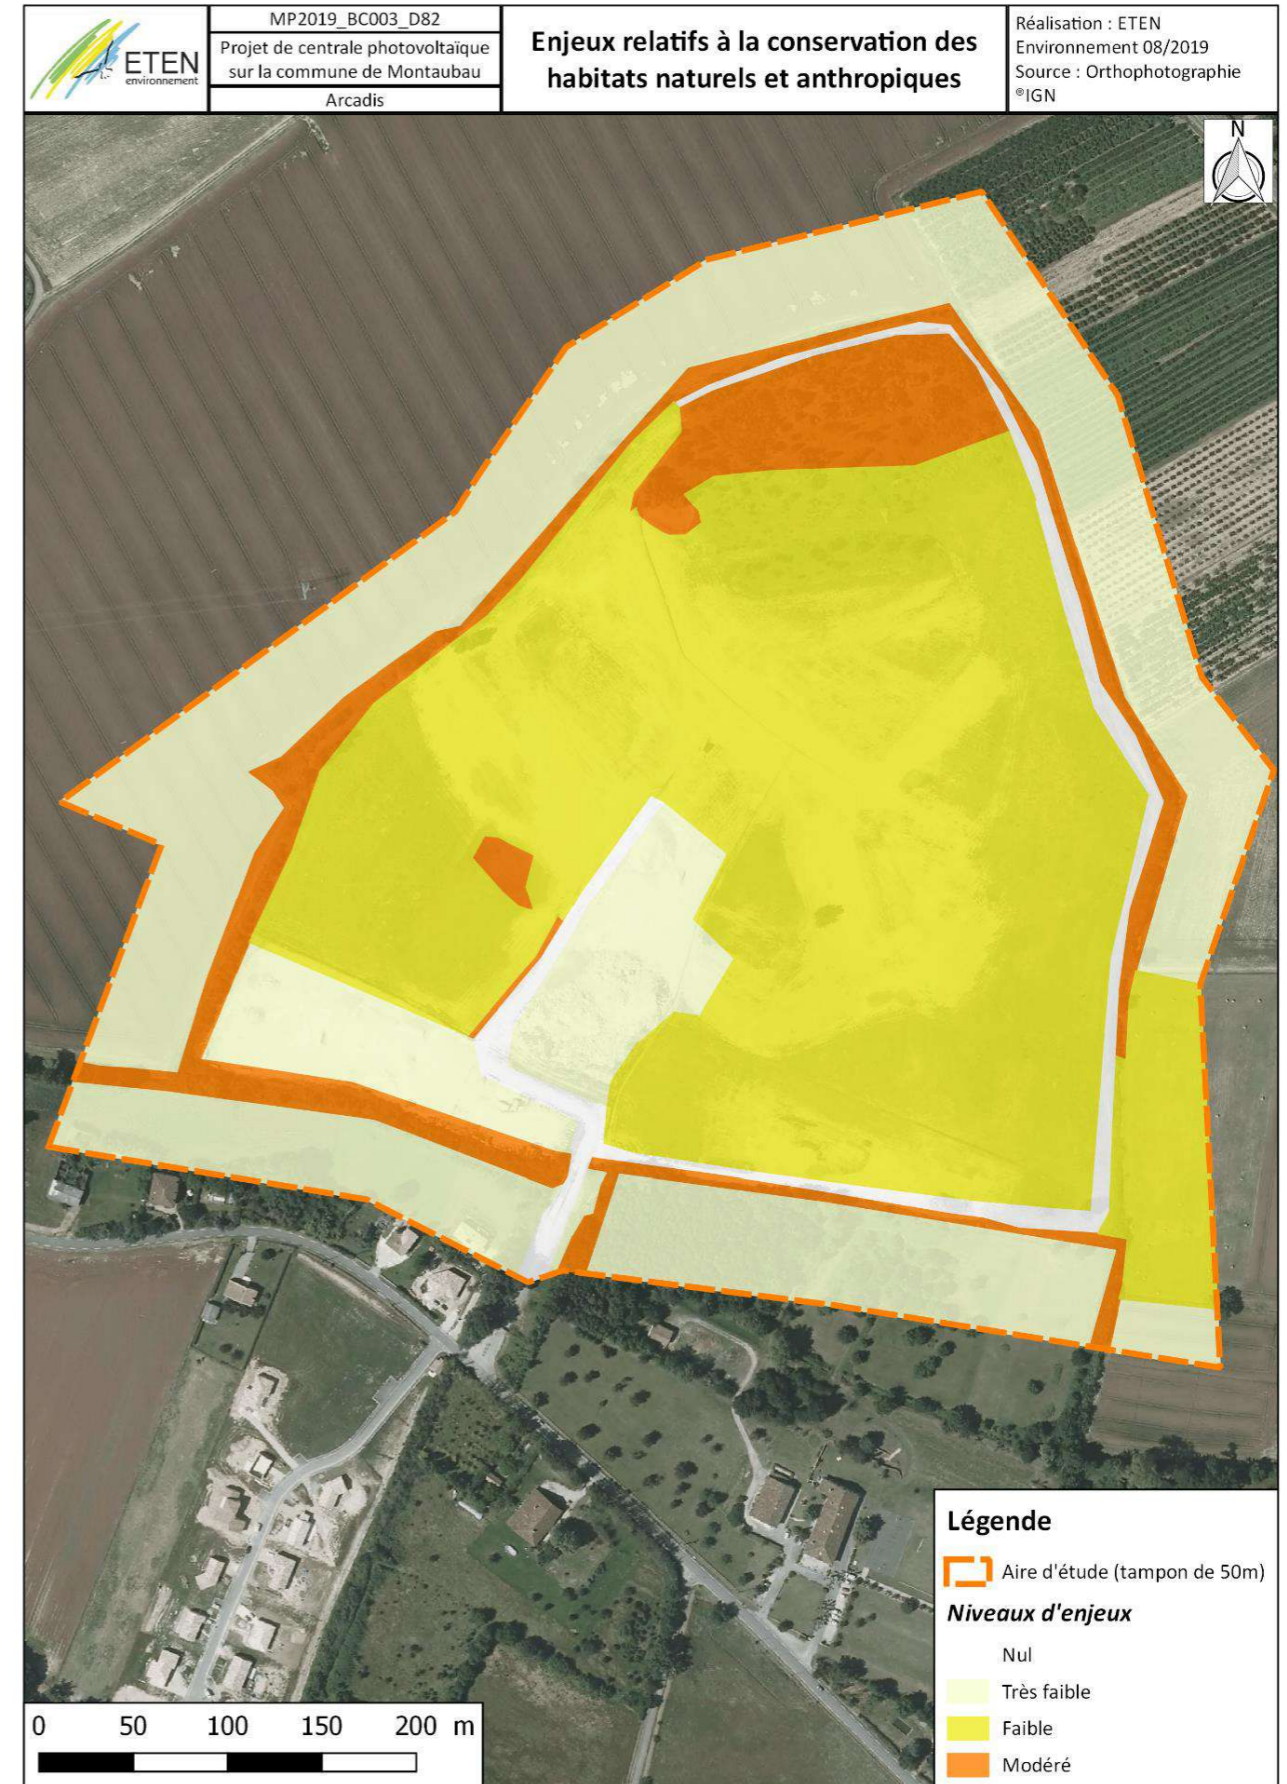 ETEN
environnement
MP2019_BC003_D82
Projet de centrale photovoltaïque
sur la commune de Montaubau
Arcadis
Enjeux relatifs à la conservation des
habitats naturels et anthropiques
Réalisation : ETEN
Environnement 08/2019
Source : Orthophotographie
®IGN
N
Légende
Aire d'étude (tampon de 50m)
Niveaux d'enjeux
Nul
Très faible
Faible
Modéré
0 50 100 150 200 m